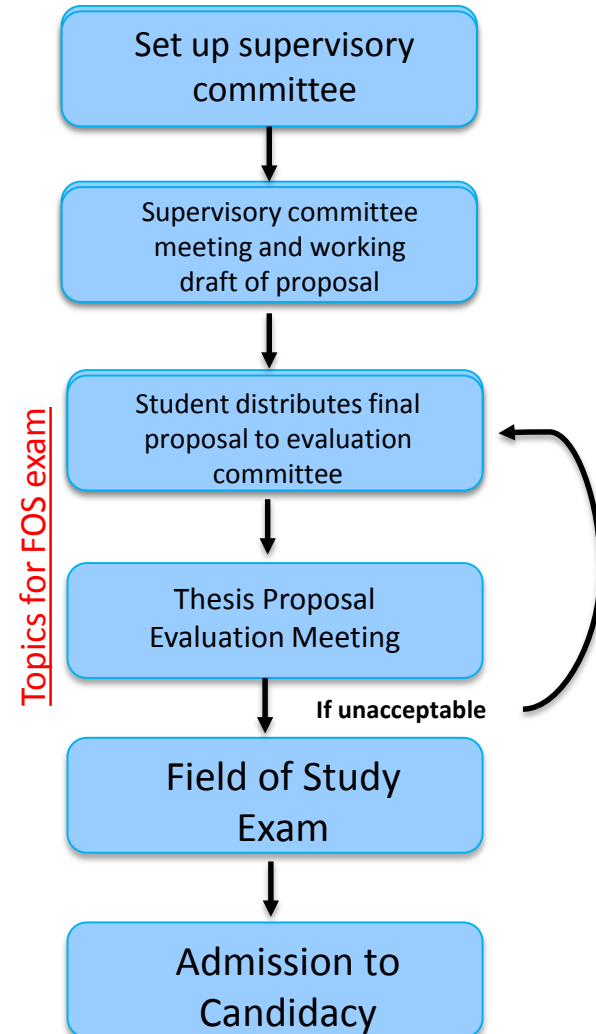 Set up supervisory
committee
Supervisory committee
meeting and working
draft of proposal
Student distributes final
proposal to evaluation
committee
Topics for FOS exam
Thesis Proposal
Evaluation Meeting
If unacceptable
Field of Study
Exam
Admission to
Candidacy